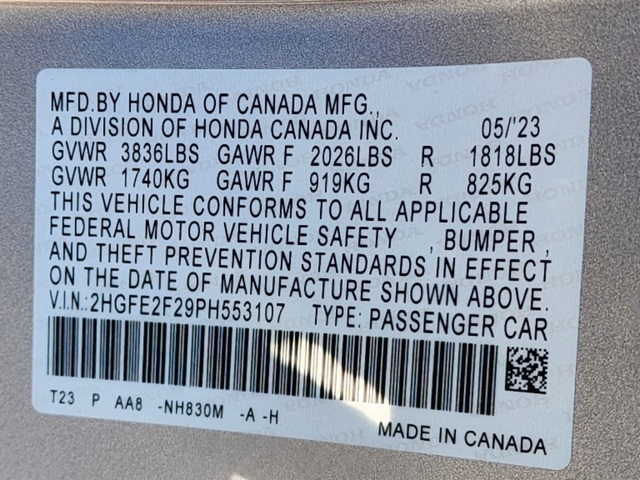 MFD.BY HONDA OF CANADA MFG.,
A DIVISION OF HONDA CANADA INC. 05/'23
GVWR 3836LBS GAWR F 2026LBS R 1818LBS
GVWR 1740KG GAWR F 919KG R 825KG
THIS VEHICLE CONFORMS TO ALL APPLICABLE
FEDERAL MOTOR VEHICLE SAFETY , BUMPER ,
AND THEFT PREVENTION STANDARDS IN EFFECT
ON THE DATE OF MANUFACTURE SHOWN ABOVE.
V.I.N.:2HGFE2F29PH553107 TYPE: PASSENGER CAR
T23 P AA8 -NH830M -A -H
MADE IN CANADA